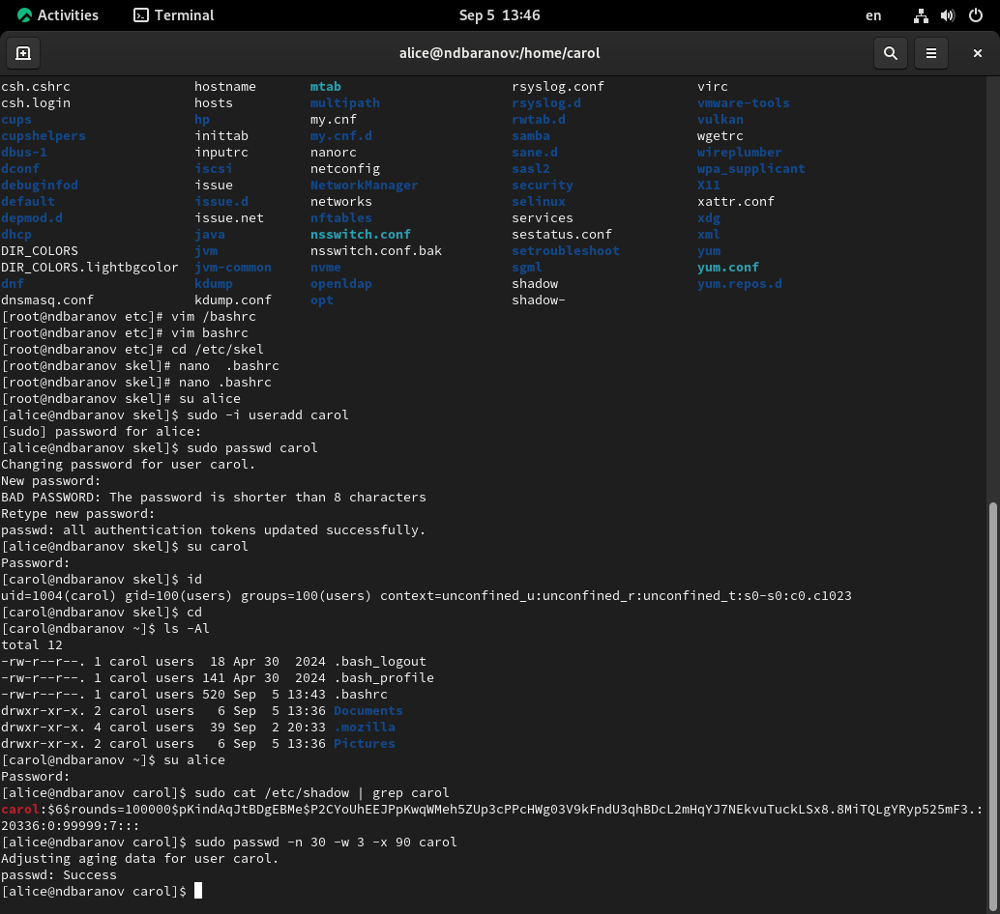 Activities Terminal Sep 5 13:46 en
alice@ndbaranov:/home/carol
csh.cshrc hostname mtab rsyslog.conf virc
csh.login hosts multipath rsyslog.d vmware-tools
cups hp my.cnf rwtab.d vulkan
cupshelpers inittab my.cnf.d samba wgetrc
dbus-1 inputrc nanorc sane.d wireplumber
dconf iscsi netconfig sasl2 wpa_supplicant
debuginfod issue NetworkManager security X11
default issue.d networks selinux xattr.conf
depmod.d issue.net nftables services xdg
dhcp java nsswitch.conf sestatus.conf xml
DIR_COLORS jvm nsswitch.conf.bak setroubleshoot yum
DIR_COLORS.lightbgcolor jvm-common nvme sgml yum.conf
dnf kdump openldap shadow yum.repos.d
dnsmasq.conf kdump.conf opt shadow-
[root@ndbaranov etc]# vim /bashrc
[root@ndbaranov etc]# vim bashrc
[root@ndbaranov etc]# cd /etc/skel
[root@ndbaranov skel]# nano  .bashrc
[root@ndbaranov skel]# nano .bashrc
[root@ndbaranov skel]# su alice
[alice@ndbaranov skel]$ sudo -i useradd carol
[sudo] password for alice:
[alice@ndbaranov skel]$ sudo passwd carol
Changing password for user carol.
New password:
BAD PASSWORD: The password is shorter than 8 characters
Retype new password:
passwd: all authentication tokens updated successfully.
[alice@ndbaranov skel]$ su carol
Password:
[carol@ndbaranov skel]$ id
uid=1004(carol) gid=100(users) groups=100(users) context=unconfined_u:unconfined_r:unconfined_t:s0-s0:c0.c1023
[carol@ndbaranov skel]$ cd
[carol@ndbaranov ~]$ ls -Al
total 12
-rw-r--r--. 1 carol users  18 Apr 30  2024 .bash_logout
-rw-r--r--. 1 carol users 141 Apr 30  2024 .bash_profile
-rw-r--r--. 1 carol users 520 Sep  5 13:43 .bashrc
drwxr-xr-x. 2 carol users   6 Sep  5 13:36 Documents
drwxr-xr-x. 4 carol users  39 Sep  2 20:33 .mozilla
drwxr-xr-x. 2 carol users   6 Sep  5 13:36 Pictures
[carol@ndbaranov ~]$ su alice
Password:
[alice@ndbaranov carol]$ sudo cat /etc/shadow | grep carol
carol:$6$rounds=100000$pKindAqJtBDgEBMe$P2CYoUhEEJPpKwqWMeh5ZUp3cPPcHWg03V9kFndU3qhBDcL2mHqYJ7NEkvuTuckLSx8.8MiTQLgYRyp525mF3.:
20336:0:99999:7:::
[alice@ndbaranov carol]$ sudo passwd -n 30 -w 3 -x 90 carol
Adjusting aging data for user carol.
passwd: Success
[alice@ndbaranov carol]$